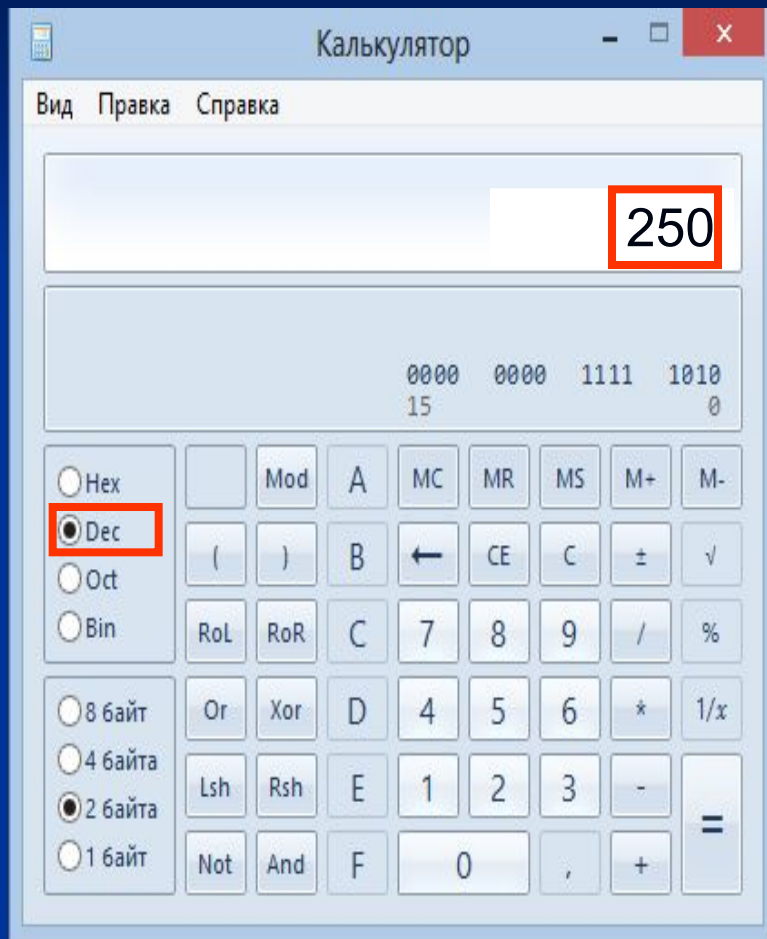 Калькулятор
Вид Правка Справка
250
0000 0000 1111 1010
15 0
Hex Mod A MC MR MS M+ M-
Dec ( ) B ← CE C ± √
Oct
Bin RoL RoR C 7 8 9 / %
8 байт Or Xor D 4 5 6 * 1/x
4 байта Lsh Rsh E 1 2 3 - =
2 байта
1 байт Not And F 0 , +